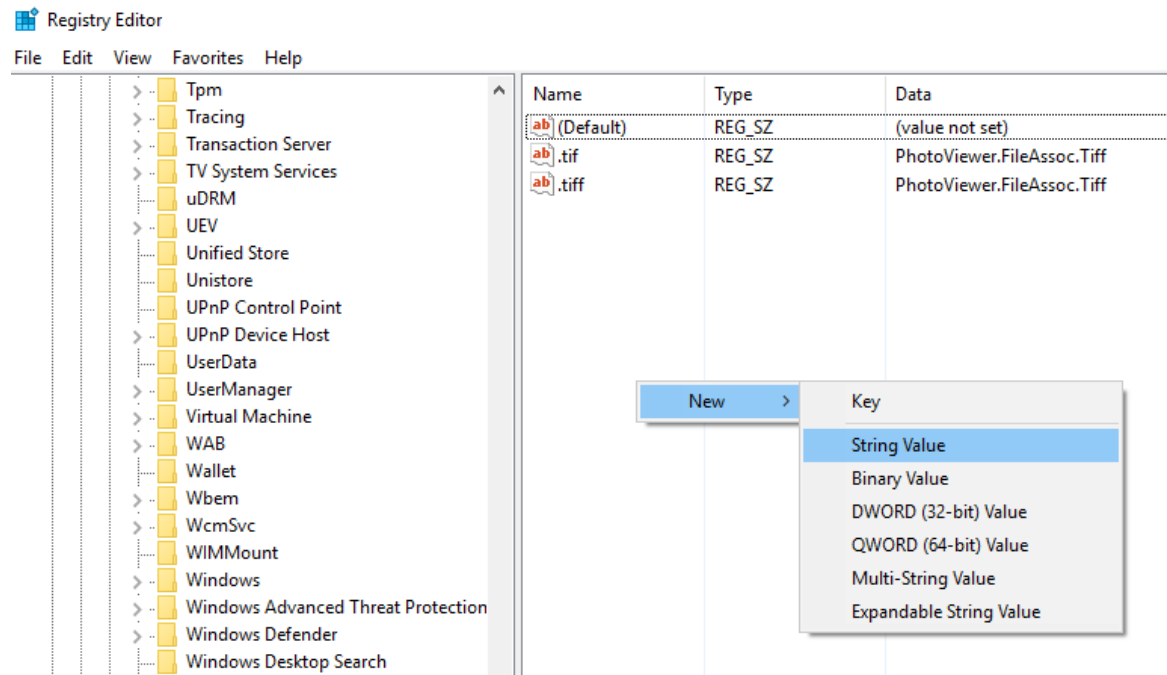 Registry Editor
File Edit View Favorites Help
Tpm
Tracing
Transaction Server
TV System Services
uDRM
UEV
Unified Store
Unistore
UPnP Control Point
UPnP Device Host
UserData
UserManager
Virtual Machine
WAB
Wallet
Wbem
WcmSvc
WIMMount
Windows
Windows Advanced Threat Protection
Windows Defender
Windows Desktop Search
Name Type Data
ab (Default) REG_SZ (value not set)
ab .tif REG_SZ PhotoViewer.FileAssoc.Tiff
ab .tiff REG_SZ PhotoViewer.FileAssoc.Tiff
New
Key
String Value
Binary Value
DWORD (32-bit) Value
QWORD (64-bit) Value
Multi-String Value
Expandable String Value